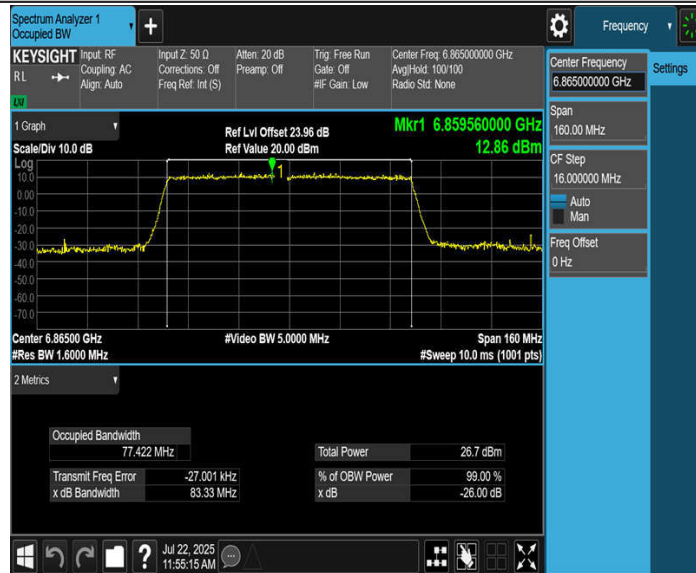 Spectrum Analyzer 1
Occupied BW
Frequency
KEYSIGHT
RL
LXI
Input: RF
Coupling: AC
Align: Auto
Input Z: 50 Ω
Corrections: Off
Freq Ref: Int (S)
Atten: 20 dB
Preamp: Off
Trig: Free Run
Gate: Off
#IF Gain: Low
Center Freq: 6.865000000 GHz
Avg|Hold: 100/100
Radio Std: None
Center Frequency
6.865000000 GHz
Settings
Span
160.00 MHz
CF Step
16.000000 MHz
Auto
Man
Freq Offset
0 Hz
1 Graph
Scale/Div 10.0 dB
Ref Lvl Offset 23.96 dB
Ref Value 20.00 dBm
Mkr1 6.859560000 GHz
12.86 dBm
Log
10.0
0.00
-10.0
-20.0
-30.0
-40.0
-50.0
-60.0
-70.0
1
Center 6.86500 GHz
#Res BW 1.6000 MHz
#Video BW 5.0000 MHz
Span 160 MHz
#Sweep 10.0 ms (1001 pts)
2 Metrics
Occupied Bandwidth
77.422 MHz
Total Power 26.7 dBm
Transmit Freq Error -27.001 kHz
% of OBW Power 99.00 %
x dB Bandwidth 83.33 MHz
x dB -26.00 dB
?
Jul 22, 2025
11:55:15 AM